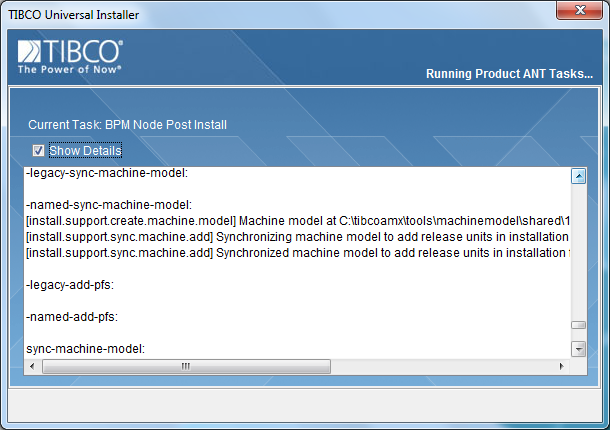 TIBCO Universal Installer
TIBCO®
The Power of Now®
Running Product ANT Tasks...
Current Task: BPM Node Post Install
Show Details
-legacy-sync-machine-model:
-named-sync-machine-model:
[install.support.create.machine.model] Machine model at C:\tibcoamx\tools\machinemodel\shared\1
[install.support.sync.machine.add] Synchronizing machine model to add release units in installation
[install.support.sync.machine.add] Synchronized machine model to add release units in installation
-legacy-add-pfs:
-named-add-pfs:
sync-machine-model: